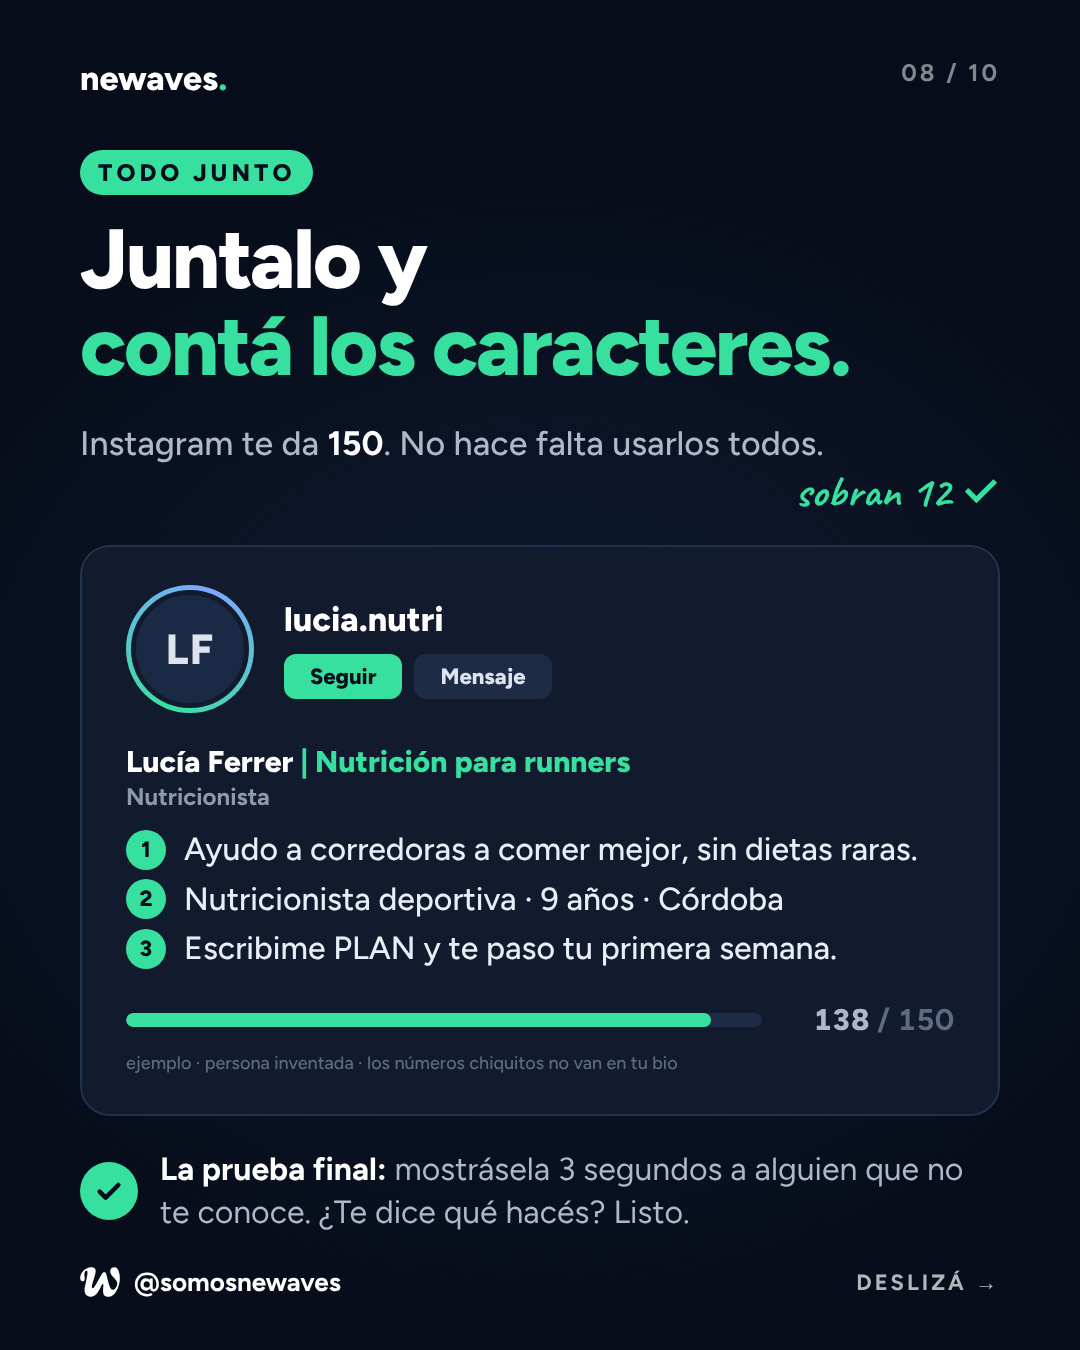 newaves.
08 / 10
TODO JUNTO
Juntalo y
contá los caracteres.
Instagram te da 150. No hace falta usarlos todos.
sobran 12 ✓
LF
lucia.nutri
Seguir
Mensaje
Lucía Ferrer | Nutrición para runners
Nutricionista
1 Ayudo a corredoras a comer mejor, sin dietas raras.
2 Nutricionista deportiva · 9 años · Córdoba
3 Escribime PLAN y te paso tu primera semana.
138 / 150
ejemplo · persona inventada · los números chiquitos no van en tu bio
La prueba final: mostrásela 3 segundos a alguien que no
te conoce. ¿Te dice qué hacés? Listo.
W @somosnewaves
DESLIZÁ →